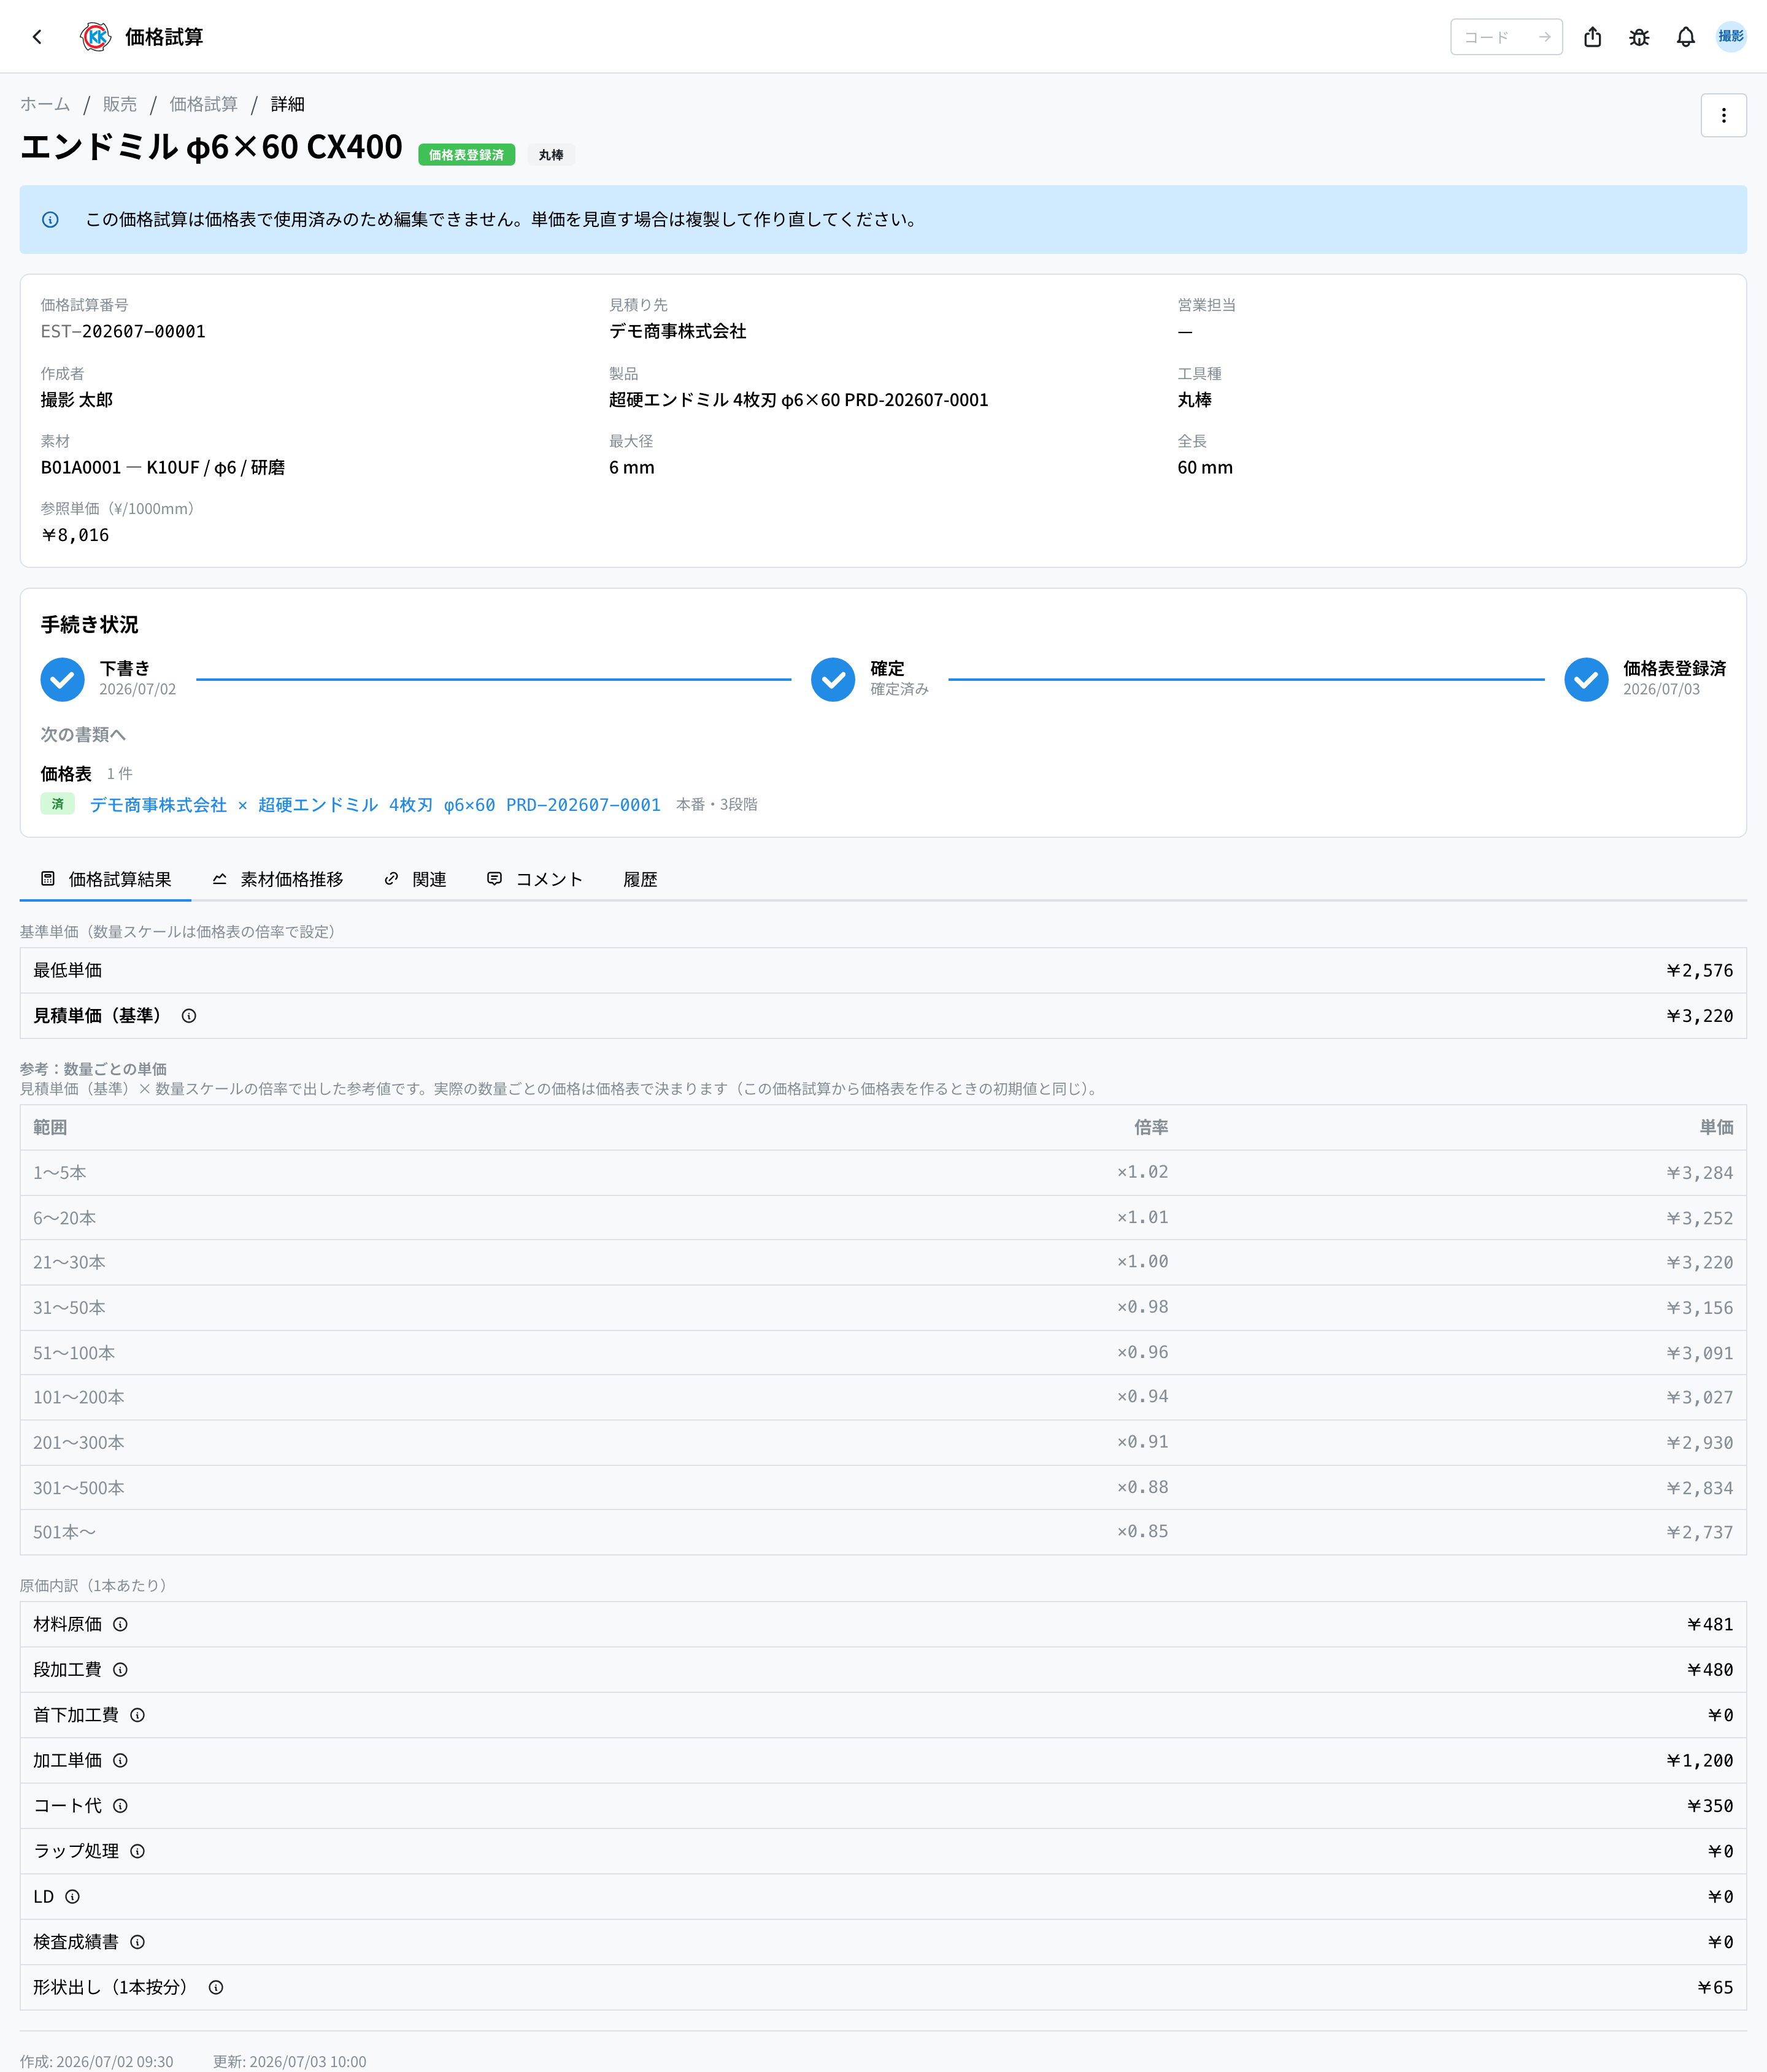 価格試算
コード
撮影
ホーム / 販売 / 価格試算 / 詳細
エンドミル φ6×60 CX400 価格表登録済 丸棒
この価格試算は価格表で使用済みのため編集できません。単価を見直す場合は複製して作り直してください。
価格試算番号 見積り先 営業担当
EST-202607-00001 デモ商事株式会社 —
作成者 製品 工具種
撮影 太郎 超硬エンドミル 4枚刃 φ6×60 PRD-202607-0001 丸棒
素材 最大径 全長
B01A0001 — K10UF / φ6 / 研磨 6 mm 60 mm
参照単価（¥/1000mm）
¥8,016
手続き状況
下書き 確定 価格表登録済
2026/07/02 確定済み 2026/07/03
次の書類へ
価格表 1 件
済 デモ商事株式会社 × 超硬エンドミル 4枚刃 φ6×60 PRD-202607-0001 本番・3段階
価格試算結果 素材価格推移 関連 コメント 履歴
基準単価（数量スケールは価格表の倍率で設定）
最低単価 ¥2,576
見積単価（基準） ¥3,220
参考：数量ごとの単価
見積単価（基準）× 数量スケールの倍率で出した参考値です。実際の数量ごとの価格は価格表で決まります（この価格試算から価格表を作るときの初期値と同じ）。
範囲 倍率 単価
1〜5本 ×1.02 ¥3,284
6〜20本 ×1.01 ¥3,252
21〜30本 ×1.00 ¥3,220
31〜50本 ×0.98 ¥3,156
51〜100本 ×0.96 ¥3,091
101〜200本 ×0.94 ¥3,027
201〜300本 ×0.91 ¥2,930
301〜500本 ×0.88 ¥2,834
501本〜 ×0.85 ¥2,737
原価内訳（1本あたり）
材料原価 ¥481
段加工費 ¥480
首下加工費 ¥0
加工単価 ¥1,200
コート代 ¥350
ラップ処理 ¥0
LD ¥0
検査成績書 ¥0
形状出し（1本按分） ¥65
作成: 2026/07/02 09:30 更新: 2026/07/03 10:00